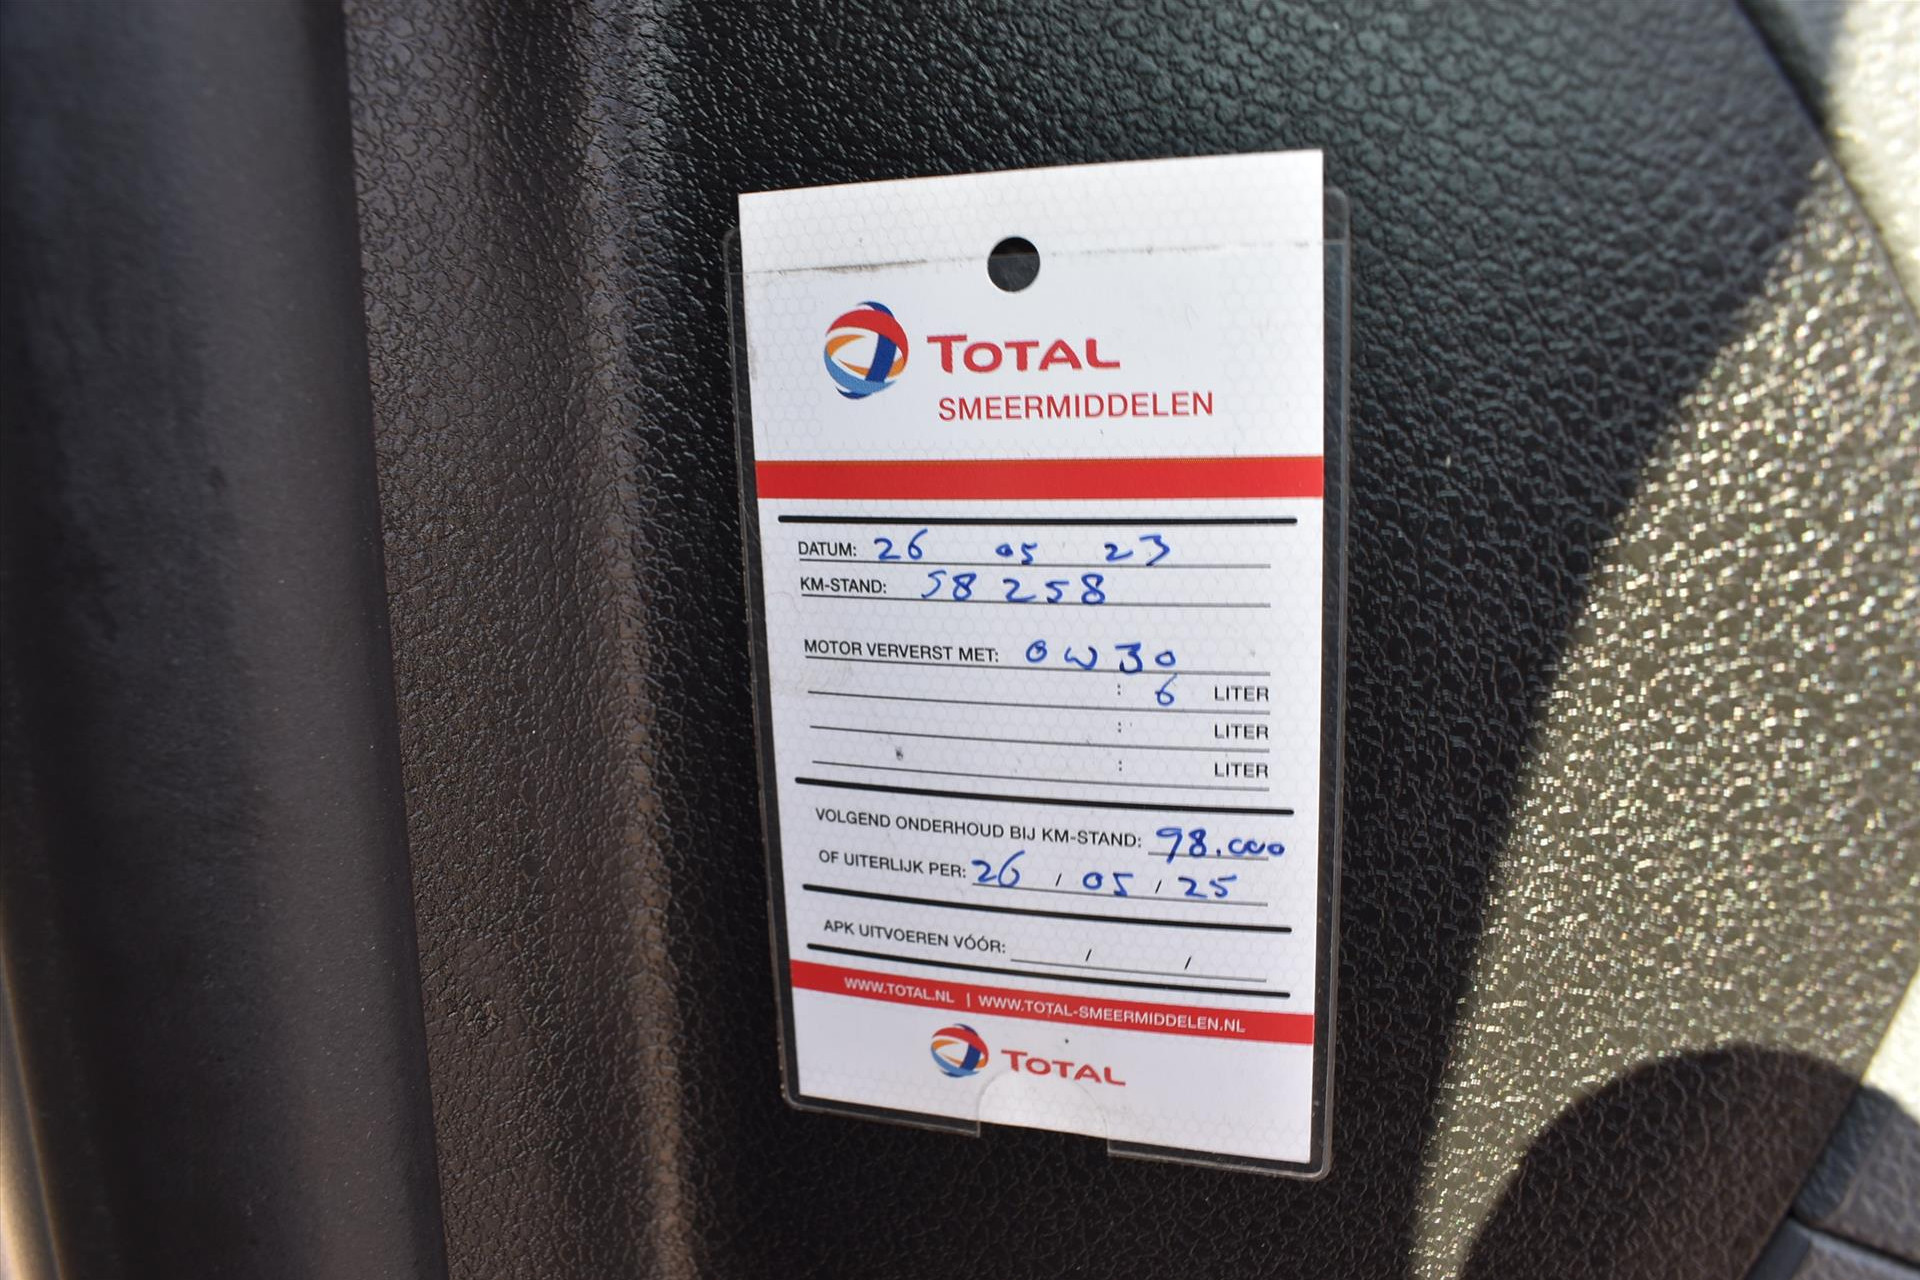 TOTAL
SMEERMIDDELEN
DATUM: 26 05 23
KM-STAND: 58 258
MOTOR VERVERST MET: 0W30
: 6 LITER
: LITER
: LITER
VOLGEND ONDERHOUD BIJ KM-STAND: 98.000
OF UITERLIJK PER: 26 / 05 / 25
APK UITVOEREN VÓÓR: / /
WWW.TOTAL.NL | WWW.TOTAL-SMEERMIDDELEN.NL
TOTAL